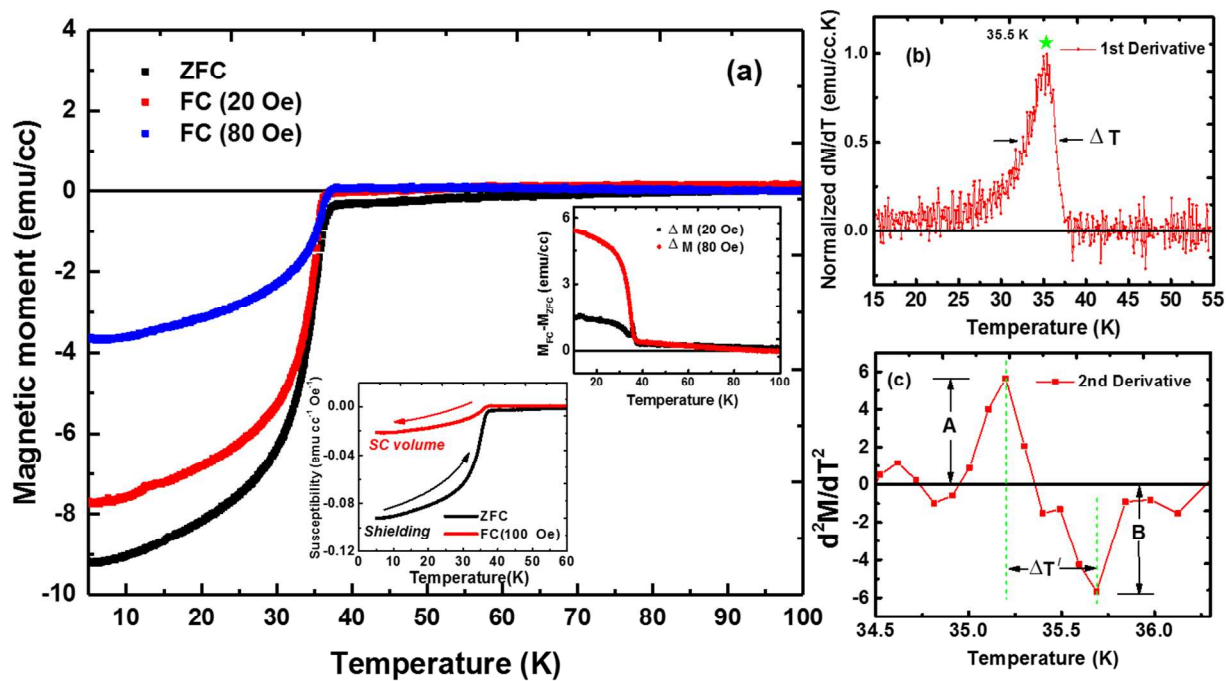 (a)
ZFC
FC (20 Oe)
FC (80 Oe)
Magnetic moment (emu/cc)
4
2
0
-2
-4
-6
-8
-10
10 20 30 40 50 60 70 80 90 100
Temperature (K)
Δ M (20 Oe)
Δ M (80 Oe)
M_FC-M_ZFC (emu/cc)
6
3
0
20 40 60 80 100
Temperature (K)
Susceptibility (emu cc⁻¹ Oe⁻¹)
0.00
-0.04
-0.08
-0.12
SC volume
Shielding
ZFC
FC(100 Oe)
0 10 20 30 40 50 60
Temperature(K)
(b)
35.5 K
1st Derivative
Δ T
Normalized dM/dT (emu/cc.K)
1.0
0.5
0.0
15 20 25 30 35 40 45 50 55
Temperature (K)
(c)
2nd Derivative
A
B
ΔT'
d²M/dT²
6
4
2
0
-2
-4
-6
34.5 35.0 35.5 36.0
Temperature (K)